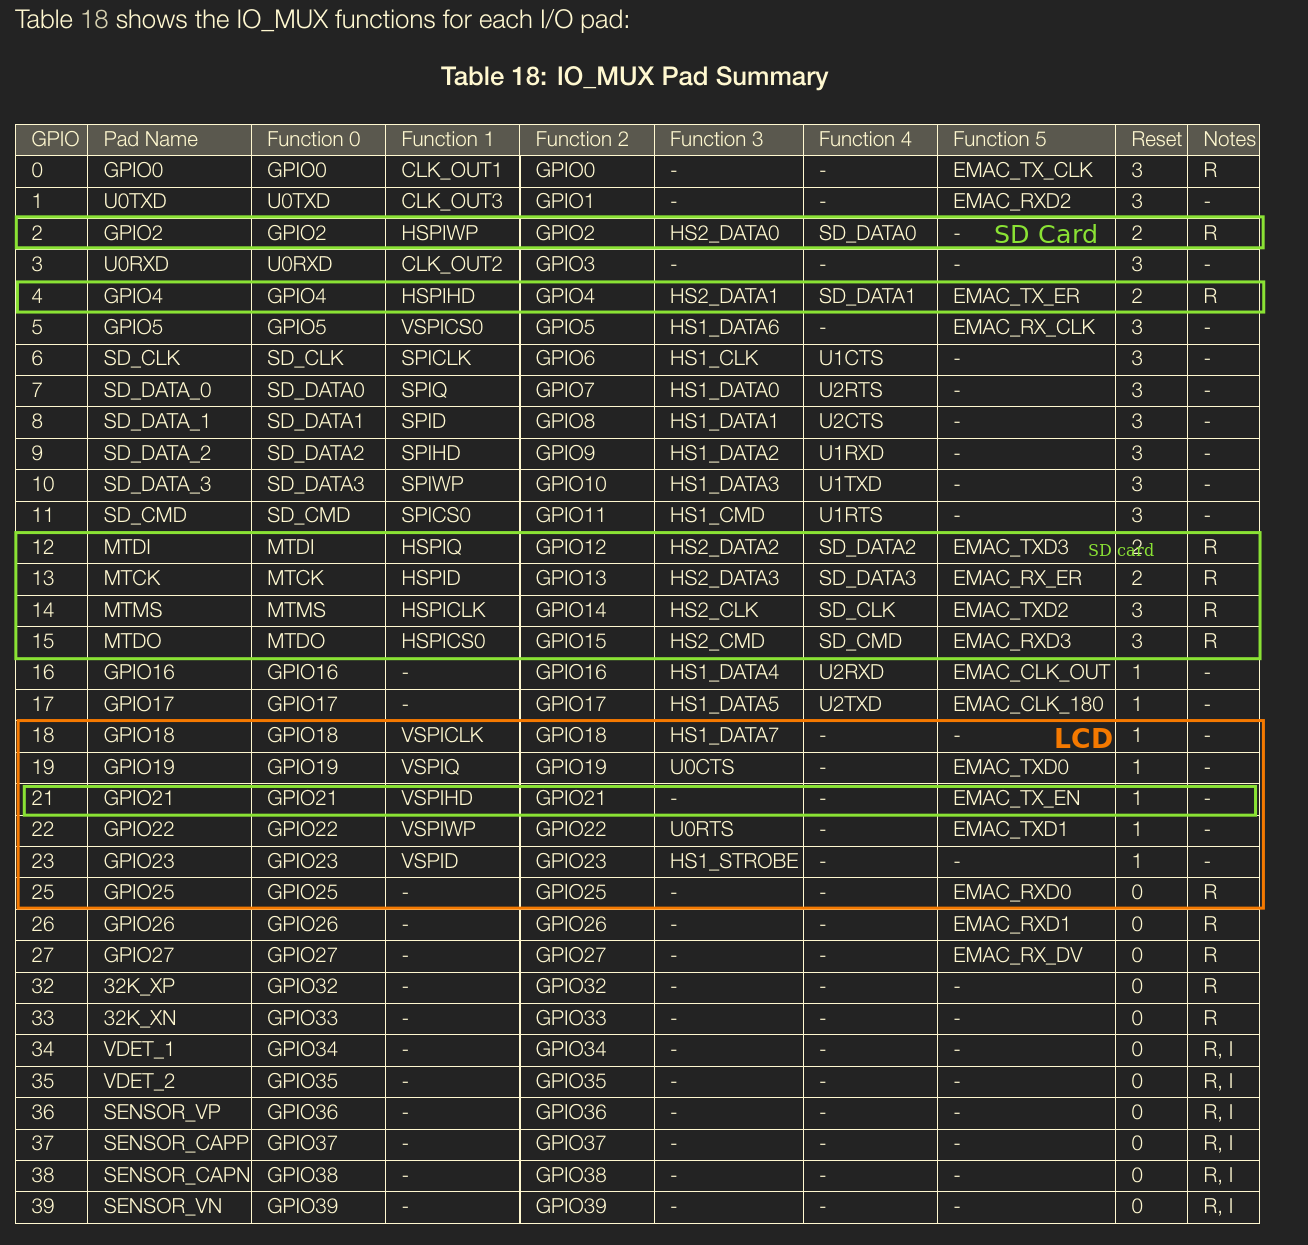 Table 18 shows the IO_MUX functions for each I/O pad:
Table 18: IO_MUX Pad Summary
GPIO Pad Name Function 0 Function 1 Function 2 Function 3 Function 4 Function 5 Reset Notes
0 GPIO0 GPIO0 CLK_OUT1 GPIO0 - - EMAC_TX_CLK 3 R
1 U0TXD U0TXD CLK_OUT3 GPIO1 - - EMAC_RXD2 3 -
2 GPIO2 GPIO2 HSPIWP GPIO2 HS2_DATA0 SD_DATA0 - SD Card 2 R
3 U0RXD U0RXD CLK_OUT2 GPIO3 - - - 3 -
4 GPIO4 GPIO4 HSPIHD GPIO4 HS2_DATA1 SD_DATA1 EMAC_TX_ER 2 R
5 GPIO5 GPIO5 VSPICS0 GPIO5 HS1_DATA6 - EMAC_RX_CLK 3 -
6 SD_CLK SD_CLK SPICLK GPIO6 HS1_CLK U1CTS - 3 -
7 SD_DATA_0 SD_DATA0 SPIQ GPIO7 HS1_DATA0 U2RTS - 3 -
8 SD_DATA_1 SD_DATA1 SPID GPIO8 HS1_DATA1 U2CTS - 3 -
9 SD_DATA_2 SD_DATA2 SPIHD GPIO9 HS1_DATA2 U1RXD - 3 -
10 SD_DATA_3 SD_DATA3 SPIWP GPIO10 HS1_DATA3 U1TXD - 3 -
11 SD_CMD SD_CMD SPICS0 GPIO11 HS1_CMD U1RTS - 3 -
12 MTDI MTDI HSPIQ GPIO12 HS2_DATA2 SD_DATA2 EMAC_TXD3 SD card 2 R
13 MTCK MTCK HSPID GPIO13 HS2_DATA3 SD_DATA3 EMAC_RX_ER 2 R
14 MTMS MTMS HSPICLK GPIO14 HS2_CLK SD_CLK EMAC_TXD2 3 R
15 MTDO MTDO HSPICS0 GPIO15 HS2_CMD SD_CMD EMAC_RXD3 3 R
16 GPIO16 GPIO16 - GPIO16 HS1_DATA4 U2RXD EMAC_CLK_OUT 1 -
17 GPIO17 GPIO17 - GPIO17 HS1_DATA5 U2TXD EMAC_CLK_180 1 -
18 GPIO18 GPIO18 VSPICLK GPIO18 HS1_DATA7 - - LCD 1 -
19 GPIO19 GPIO19 VSPIQ GPIO19 U0CTS - EMAC_TXD0 1 -
21 GPIO21 GPIO21 VSPIHD GPIO21 - - EMAC_TX_EN 1 -
22 GPIO22 GPIO22 VSPIWP GPIO22 U0RTS - EMAC_TXD1 1 -
23 GPIO23 GPIO23 VSPID GPIO23 HS1_STROBE - - 1 -
25 GPIO25 GPIO25 - GPIO25 - - EMAC_RXD0 0 R
26 GPIO26 GPIO26 - GPIO26 - - EMAC_RXD1 0 R
27 GPIO27 GPIO27 - GPIO27 - - EMAC_RX_DV 0 R
32 32K_XP GPIO32 - GPIO32 - - - 0 R
33 32K_XN GPIO33 - GPIO33 - - - 0 R
34 VDET_1 GPIO34 - GPIO34 - - - 0 R, I
35 VDET_2 GPIO35 - GPIO35 - - - 0 R, I
36 SENSOR_VP GPIO36 - GPIO36 - - - 0 R, I
37 SENSOR_CAPP GPIO37 - GPIO37 - - - 0 R, I
38 SENSOR_CAPN GPIO38 - GPIO38 - - - 0 R, I
39 SENSOR_VN GPIO39 - GPIO39 - - - 0 R, I